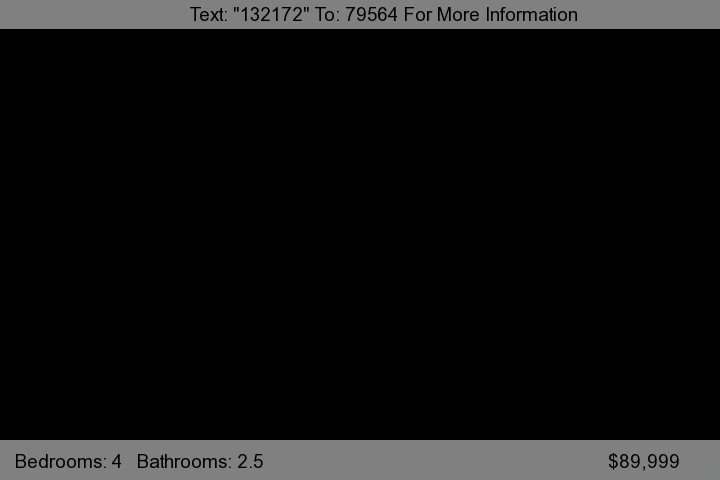 Text: "132172" To: 79564 For More Information
Bedrooms: 4 Bathrooms: 2.5 $89,999